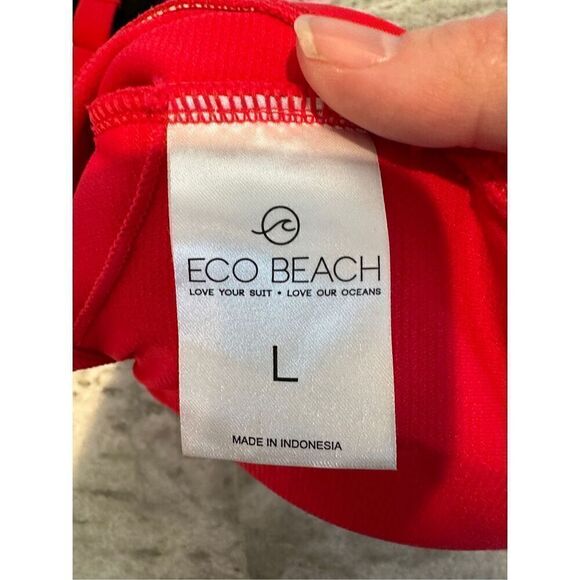 ECO BEACH
LOVE YOUR SUIT • LOVE OUR OCEANS
L
MADE IN INDONESIA